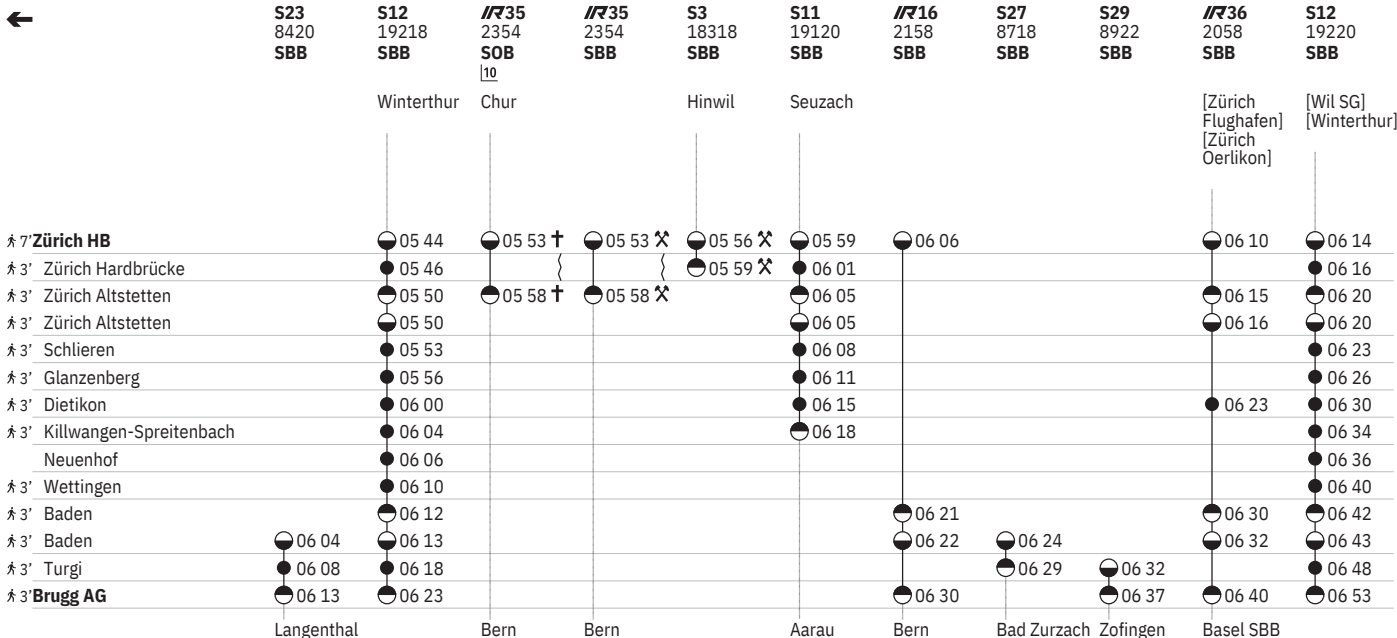 S23 S12 IR35 IR35 S3 S11 IR16 S27 S29 IR36 S12
8420 19218 2354 2354 18318 19120 2158 8718 8922 2058 19220
SBB SBB SOB SBB SBB SBB SBB SBB SBB SBB SBB
10
Winterthur Chur Hinwil Seuzach [Zürich [Wil SG]
Flughafen] [Winterthur]
[Zürich
Oerlikon]
7’ Zürich HB 05 44 05 53 † 05 53 05 56 05 59 06 06 06 10 06 14
3’ Zürich Hardbrücke 05 46 05 59 06 01 06 16
3’ Zürich Altstetten 05 50 05 58 † 05 58 06 05 06 15 06 20
3’ Zürich Altstetten 05 50 06 05 06 16 06 20
3’ Schlieren 05 53 06 08 06 23
3’ Glanzenberg 05 56 06 11 06 26
3’ Dietikon 06 00 06 15 06 23 06 30
3’ Killwangen-Spreitenbach 06 04 06 18 06 34
Neuenhof 06 06 06 36
3’ Wettingen 06 10 06 40
3’ Baden 06 12 06 21 06 30 06 42
3’ Baden 06 04 06 13 06 22 06 24 06 32 06 43
3’ Turgi 06 08 06 18 06 29 06 32 06 48
3’ Brugg AG 06 13 06 23 06 30 06 37 06 40 06 53
Langenthal Bern Bern Aarau Bern Bad Zurzach Zofingen Basel SBB